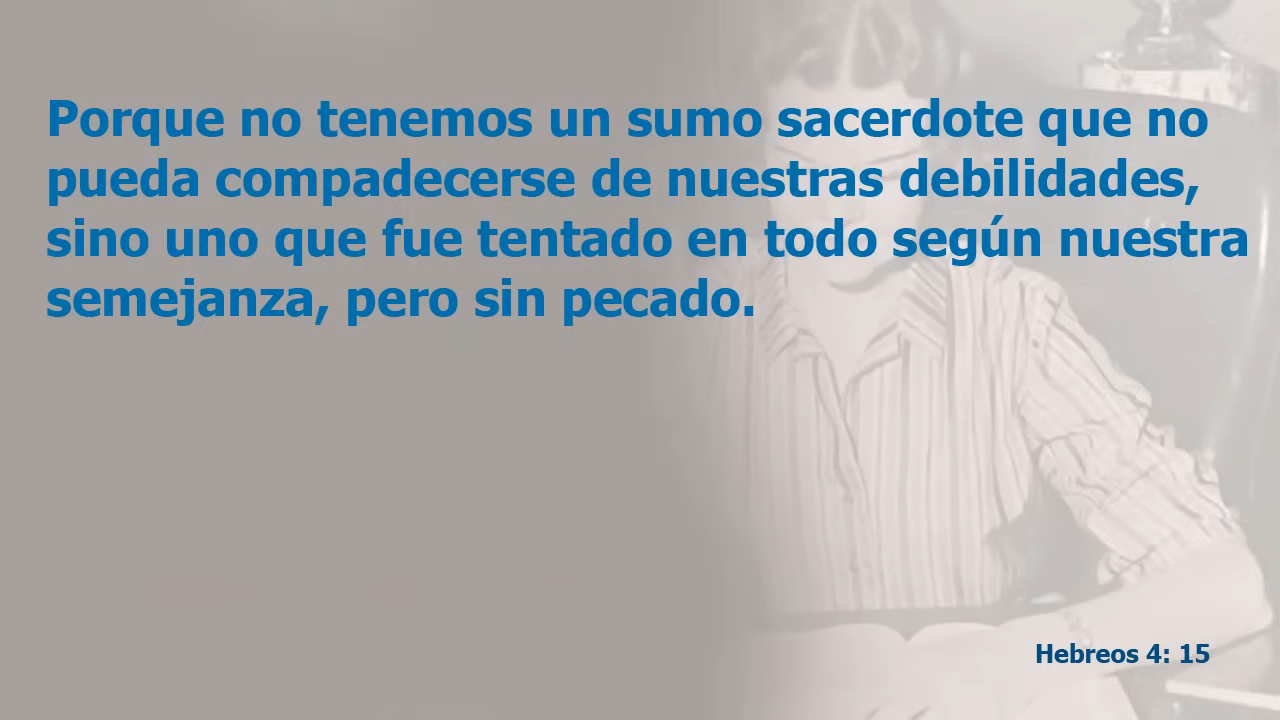 Porque no tenemos un sumo sacerdote que no
pueda compadecerse de nuestras debilidades,
sino uno que fue tentado en todo según nuestra
semejanza, pero sin pecado.
Hebreos 4: 15